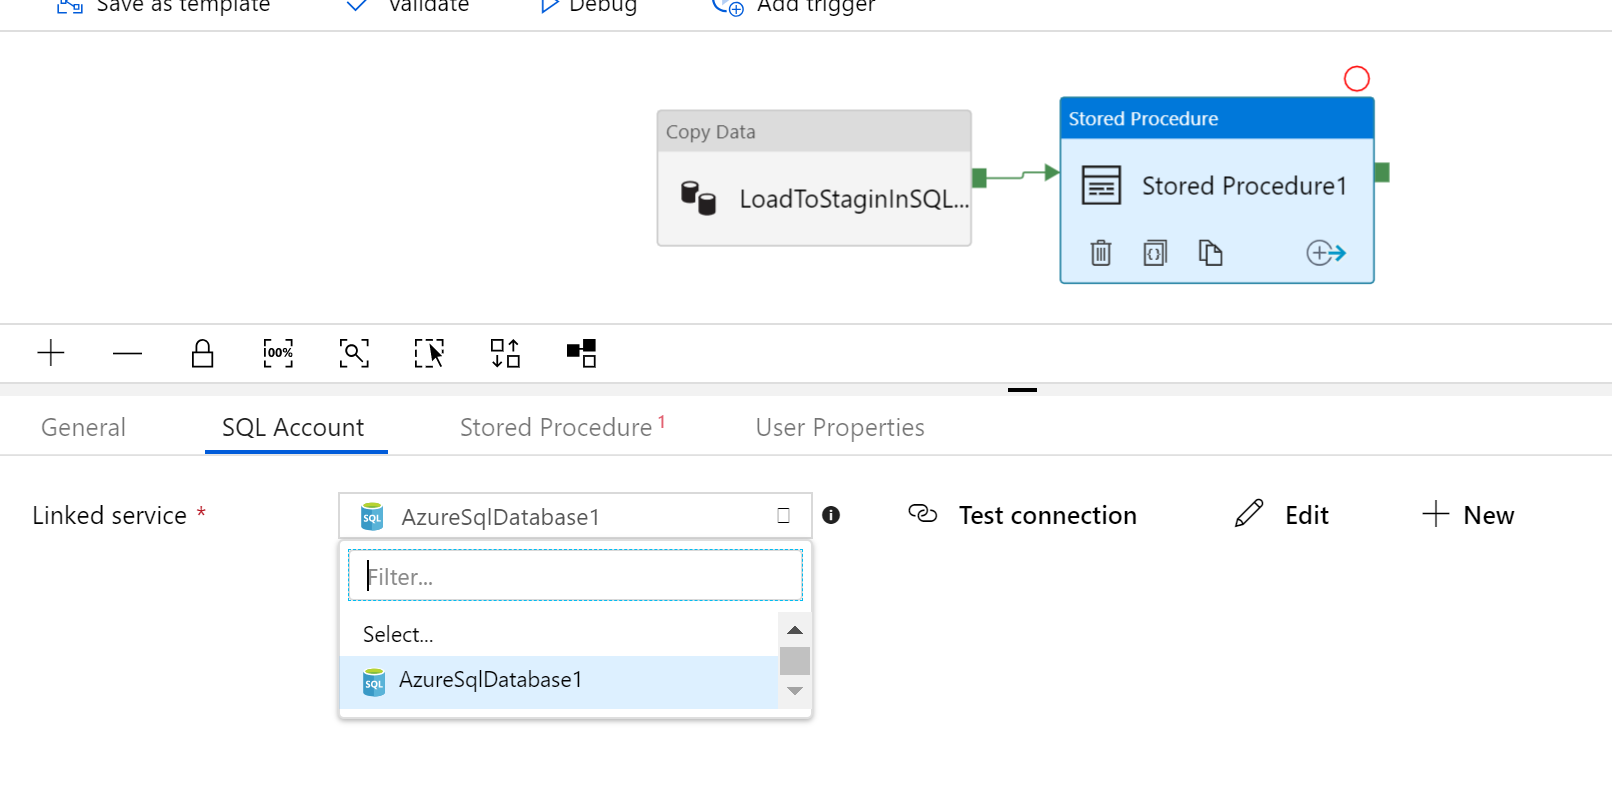 Save as template
Validate
Debug
Add trigger
Copy Data
LoadToStaginInSQL...
Stored Procedure
Stored Procedure1
100%
General
SQL Account
Stored Procedure 1
User Properties
Linked service *
SQL
AzureSqlDatabase1
Test connection
Edit
New
Filter...
Select...
SQL
AzureSqlDatabase1